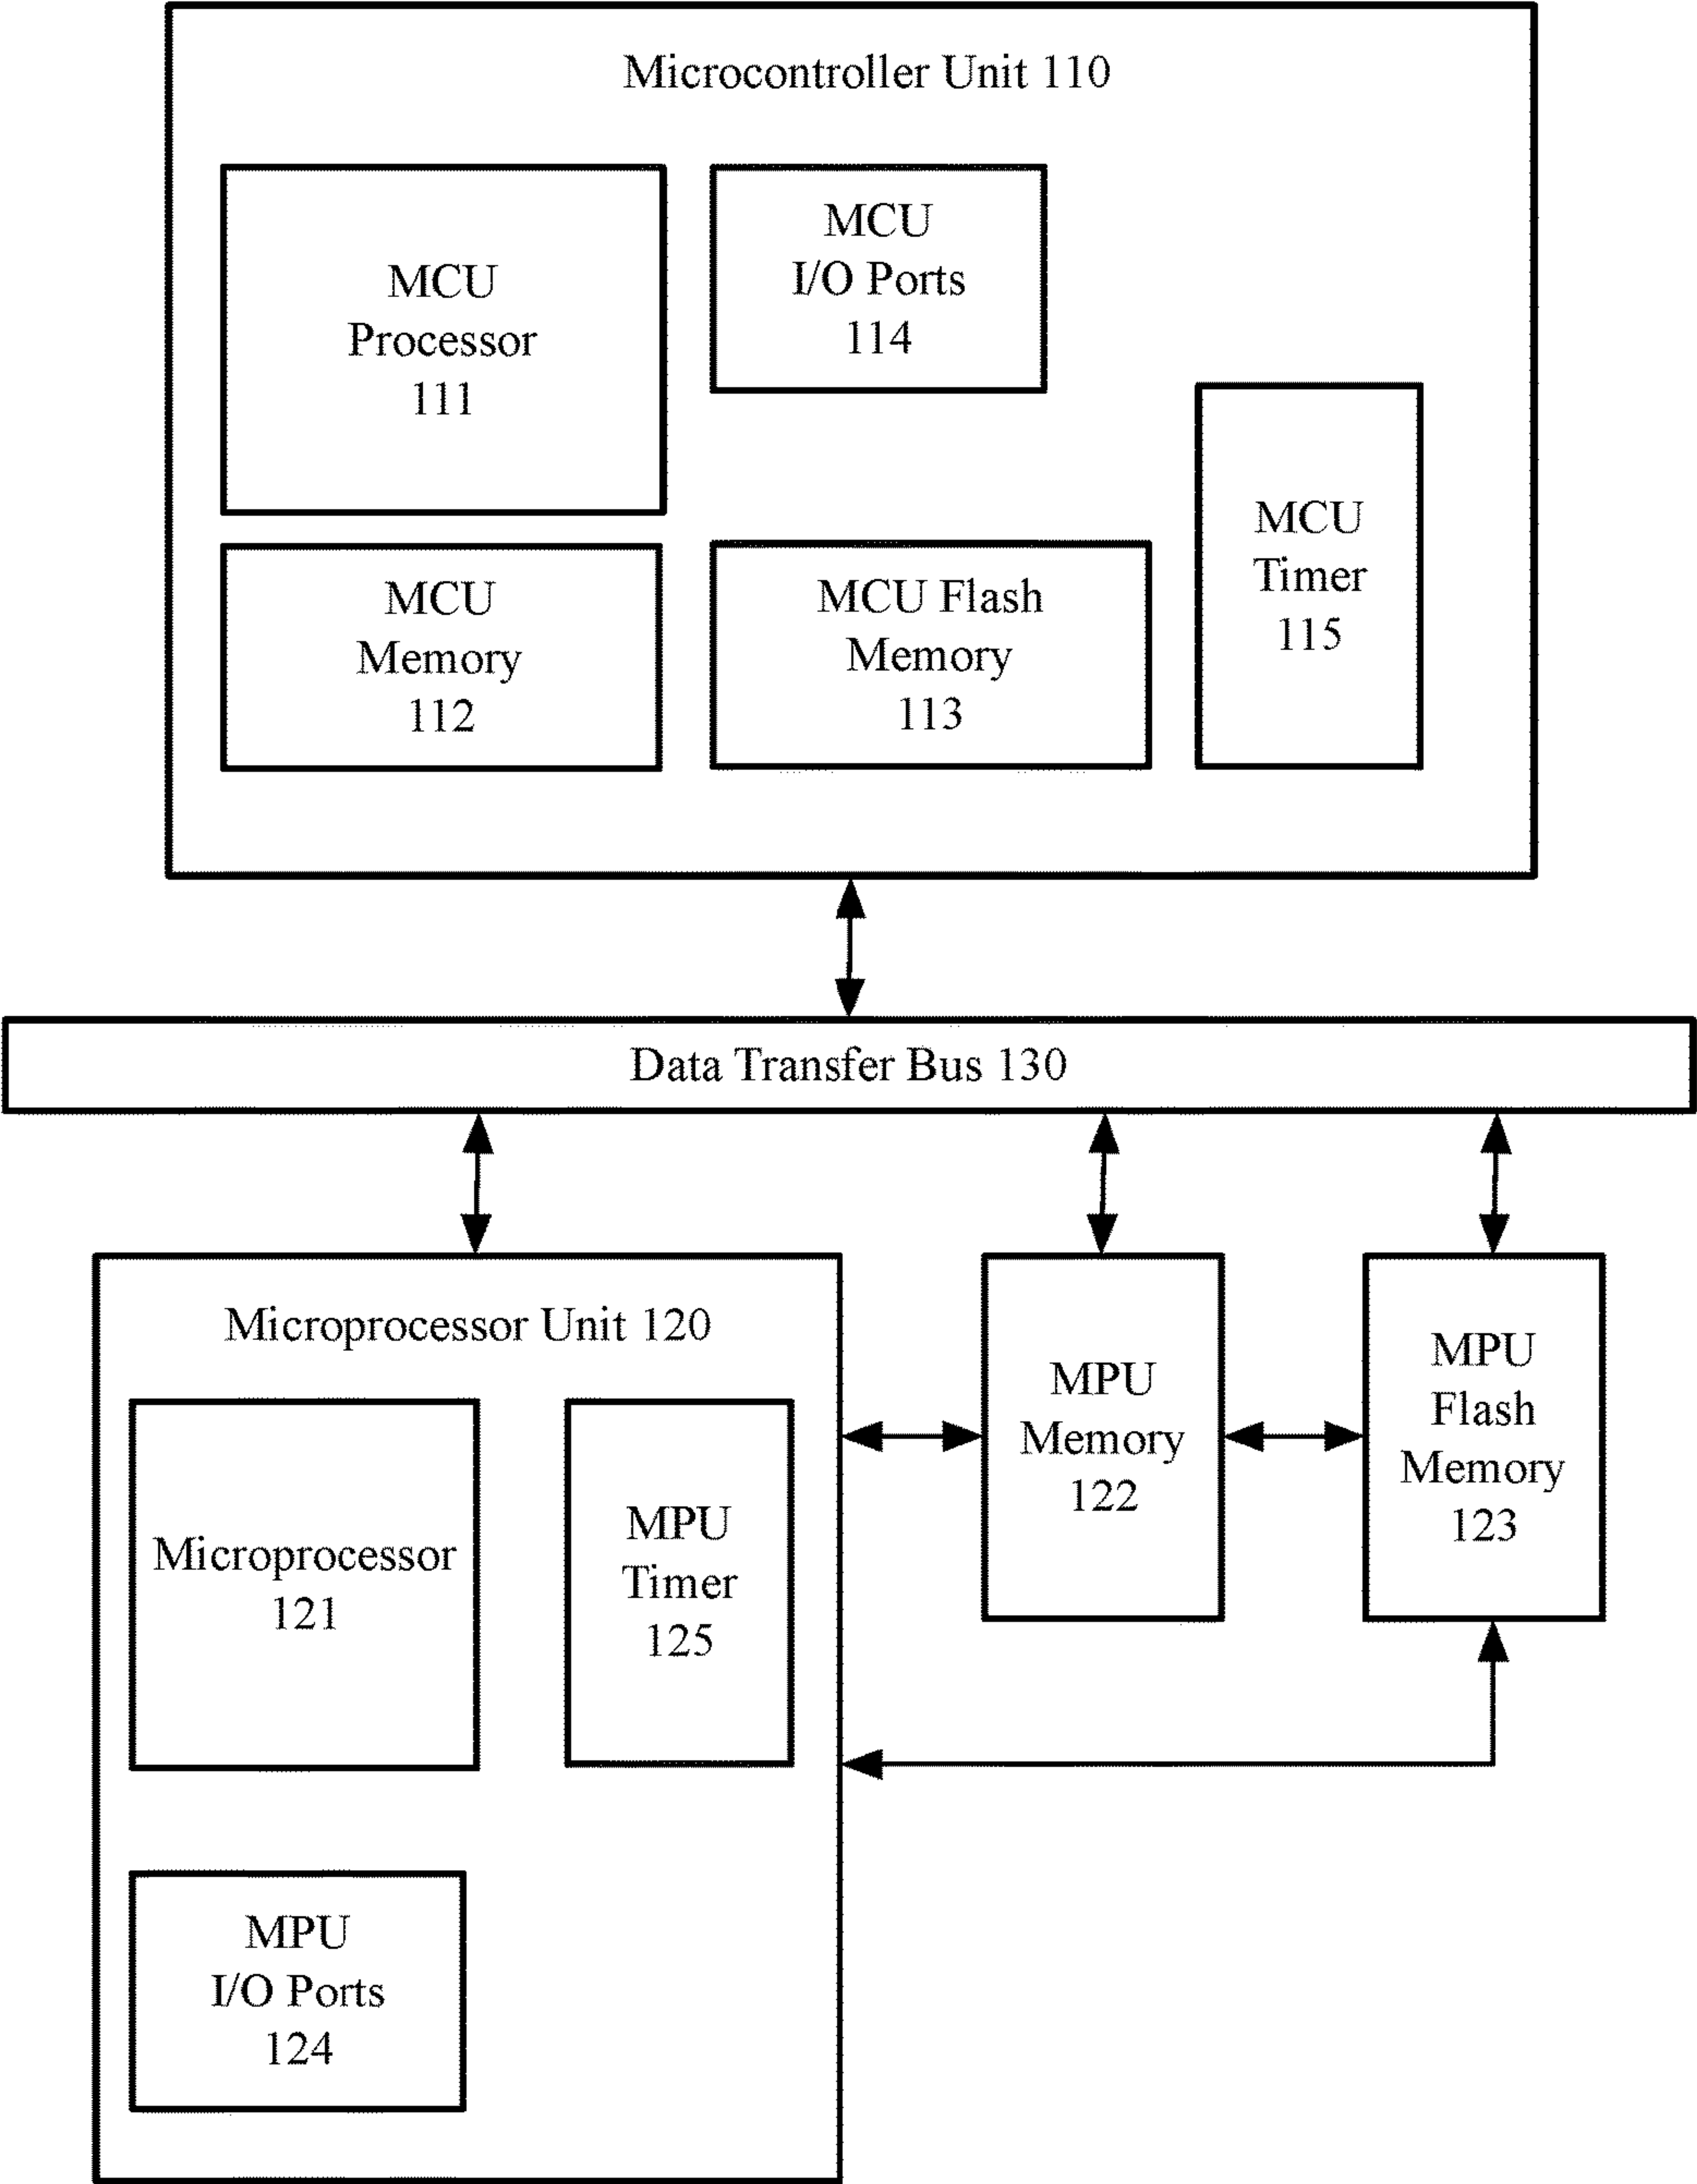 Microcontroller Unit 110
MCU
Processor
111
MCU
I/O Ports
114
MCU
Timer
115
MCU
Memory
112
MCU Flash
Memory
113
Data Transfer Bus 130
Microprocessor Unit 120
Microprocessor
121
MPU
Timer
125
MPU
I/O Ports
124
MPU
Memory
122
MPU
Flash
Memory
123